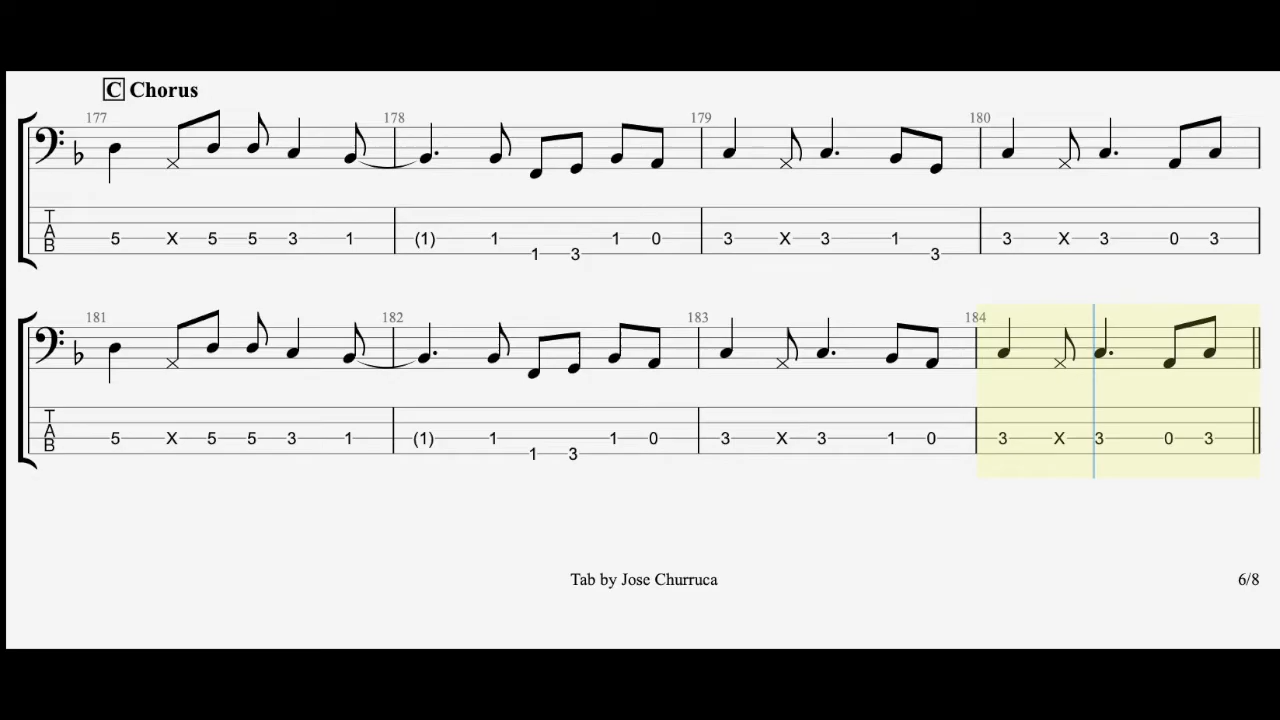 C Chorus
177 178 179 180
T
A
B
5 X 5 5 3 1 (1) 1 1 3 1 0 3 X 3 1 3 3 X 3 0 3
181 182 183 184
T
A
B
5 X 5 5 3 1 (1) 1 1 3 1 0 3 X 3 1 0 3 X 3 0 3
Tab by Jose Churruca 6/8